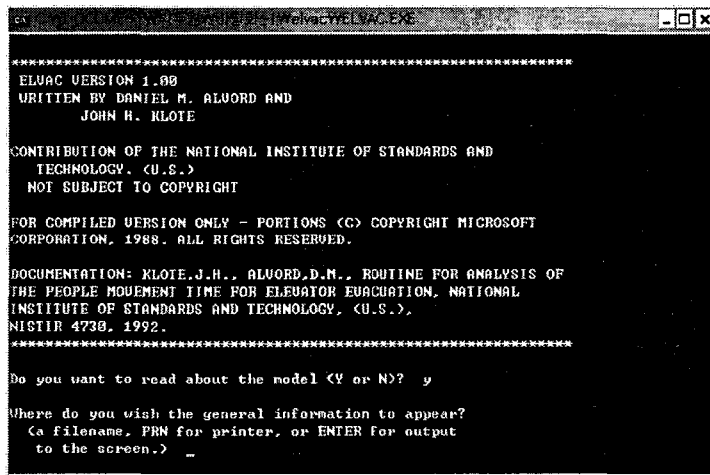 WELVAC.EXE
************************************************************************
ELVAC VERSION 1.00
WRITTEN BY DANIEL M. ALVORD AND
JOHN H. KLOTE
CONTRIBUTION OF THE NATIONAL INSTITUTE OF STANDARDS AND
TECHNOLOGY. (U.S.)
NOT SUBJECT TO COPYRIGHT
FOR COMPILED VERSION ONLY - PORTIONS (C) COPYRIGHT MICROSOFT
CORPORATION, 1988. ALL RIGHTS RESERVED.
DOCUMENTATION: KLOTE,J.H., ALVORD,D.M., ROUTINE FOR ANALYSIS OF
THE PEOPLE MOVEMENT TIME FOR ELEVATOR EVACUATION, NATIONAL
INSTITUTE OF STANDARDS AND TECHNOLOGY, (U.S.),
NISTIR 4730, 1992.
************************************************************************
Do you want to read about the model (Y or N)? y
Where do you wish the general information to appear?
(a filename, PRN for printer, or ENTER for output
to the screen.) _